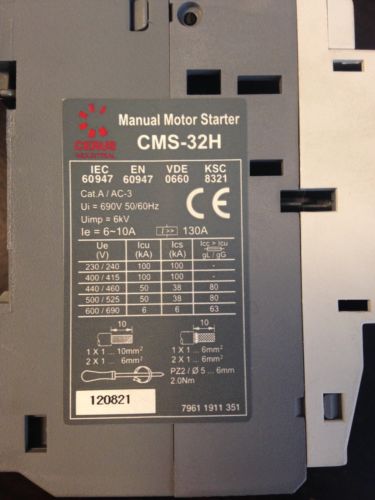 Manual Motor Starter
CERUS
INDUSTRIAL
CMS-32H
CE
IEC EN VDE KSC
60947 60947 0660 8321
Cat.A / AC-3
Ui = 690V 50/60Hz
Uimp = 6kV
Ie = 6~10A I>> 130A
Ue Icu Ics Icc > Icu
(V) (kA) (kA) gL / gG
230 / 240 100 100 -
400 / 415 100 100 -
440 / 460 50 38 80
500 / 525 50 38 80
600 / 690 6 6 63
10 10
1 X 1 ... 10mm² 1 X 1 ... 6mm²
2 X 1 ... 6mm² 2 X 1 ... 6mm²
PZ2 / Ø 5 ... 6mm
2.0Nm
120821
7961 1911 351